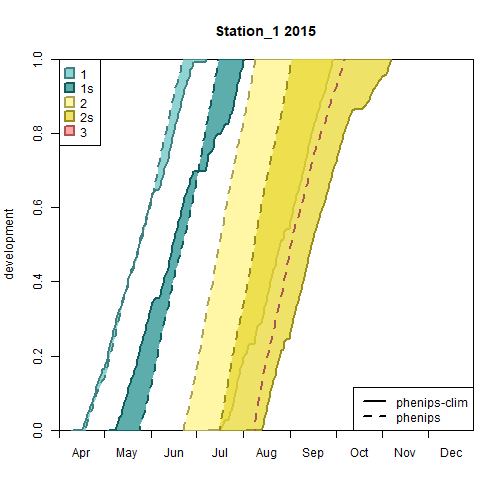 Station_1 2015
1.0
0.8
0.6
0.4
0.2
0.0
development
1
1s
2
2s
3
phenips-clim
phenips
Apr May Jun Jul Aug Sep Oct Nov Dec